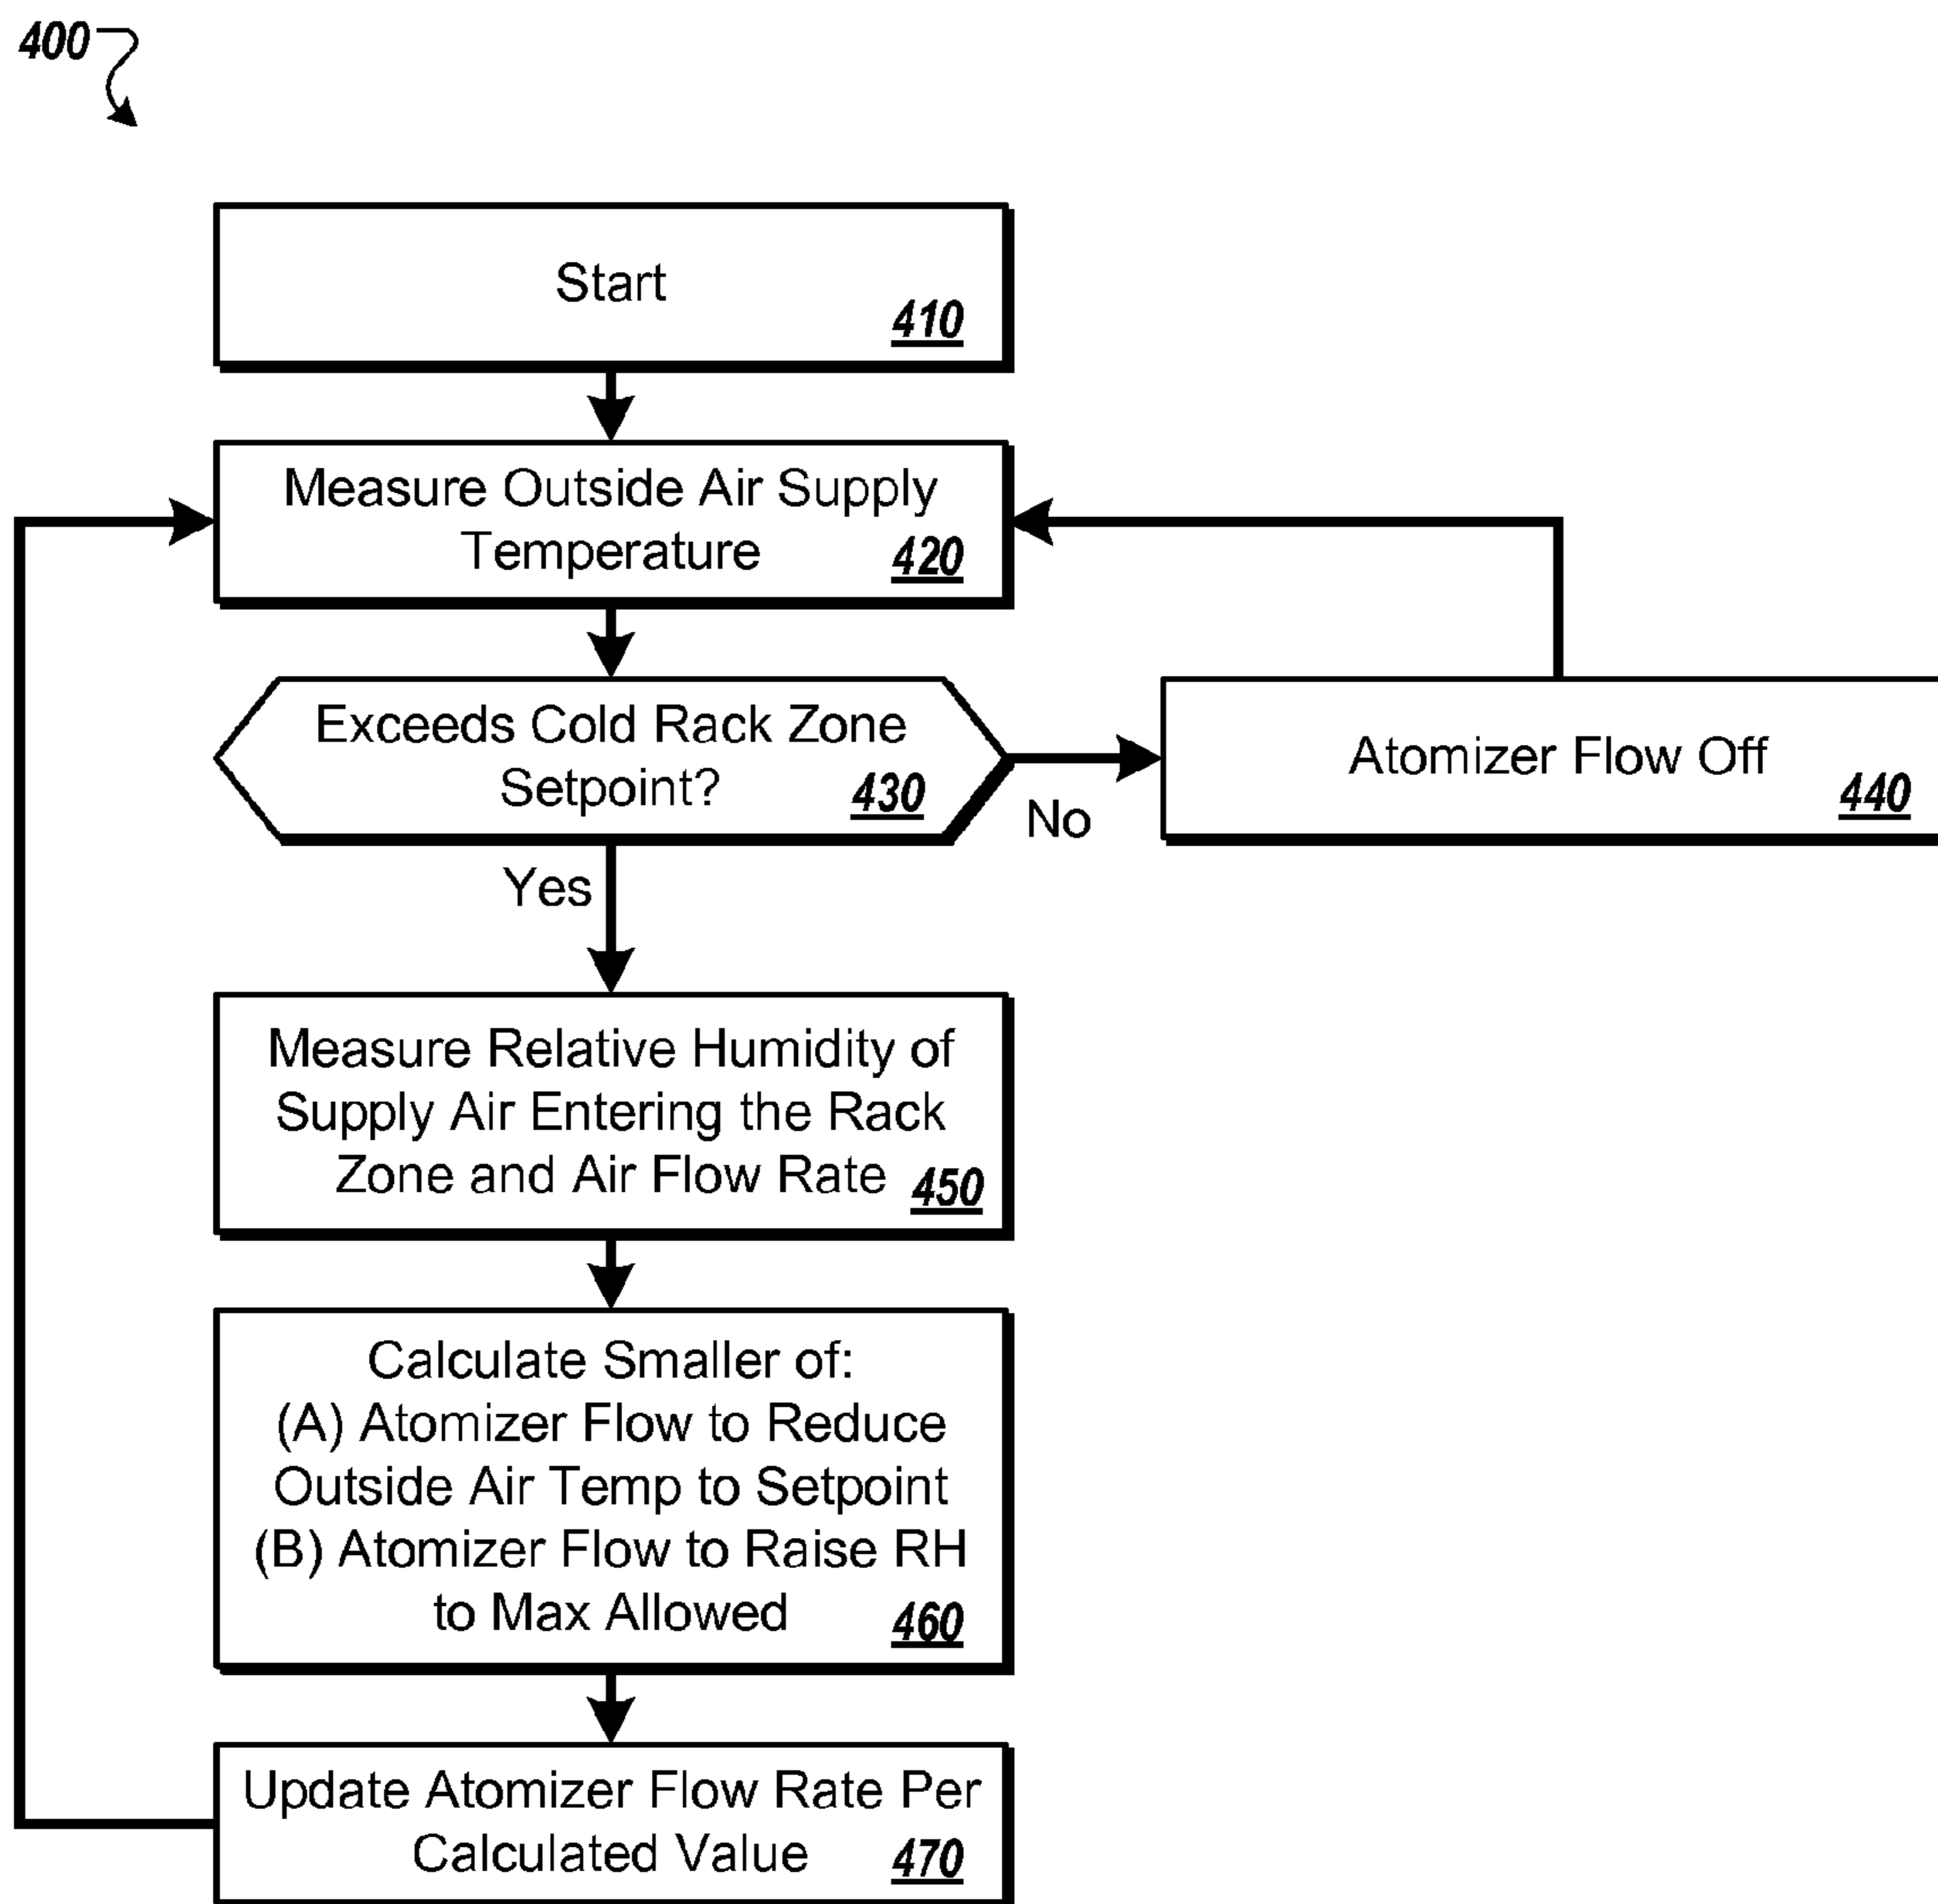 400
Start
410
Measure Outside Air Supply
Temperature
420
Exceeds Cold Rack Zone
Setpoint?
430
No
Atomizer Flow Off
440
Yes
Measure Relative Humidity of
Supply Air Entering the Rack
Zone and Air Flow Rate
450
Calculate Smaller of:
(A) Atomizer Flow to Reduce
Outside Air Temp to Setpoint
(B) Atomizer Flow to Raise RH
to Max Allowed
460
Update Atomizer Flow Rate Per
Calculated Value
470